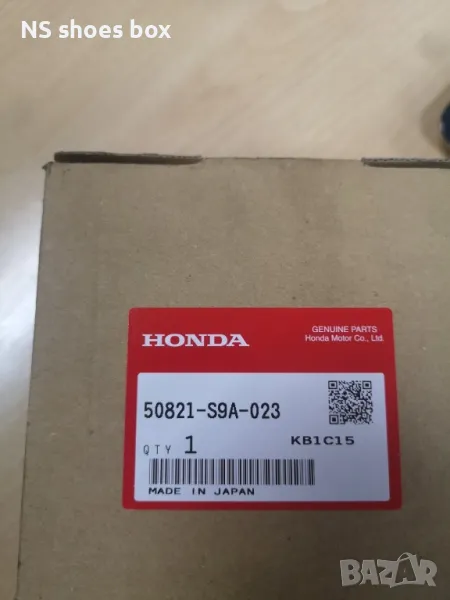 NS shoes box
HONDA
GENUINE PARTS
Honda Motor Co., Ltd.
50821-S9A-023
QTY 1
KB1C15
MADE IN JAPAN
BAZAR